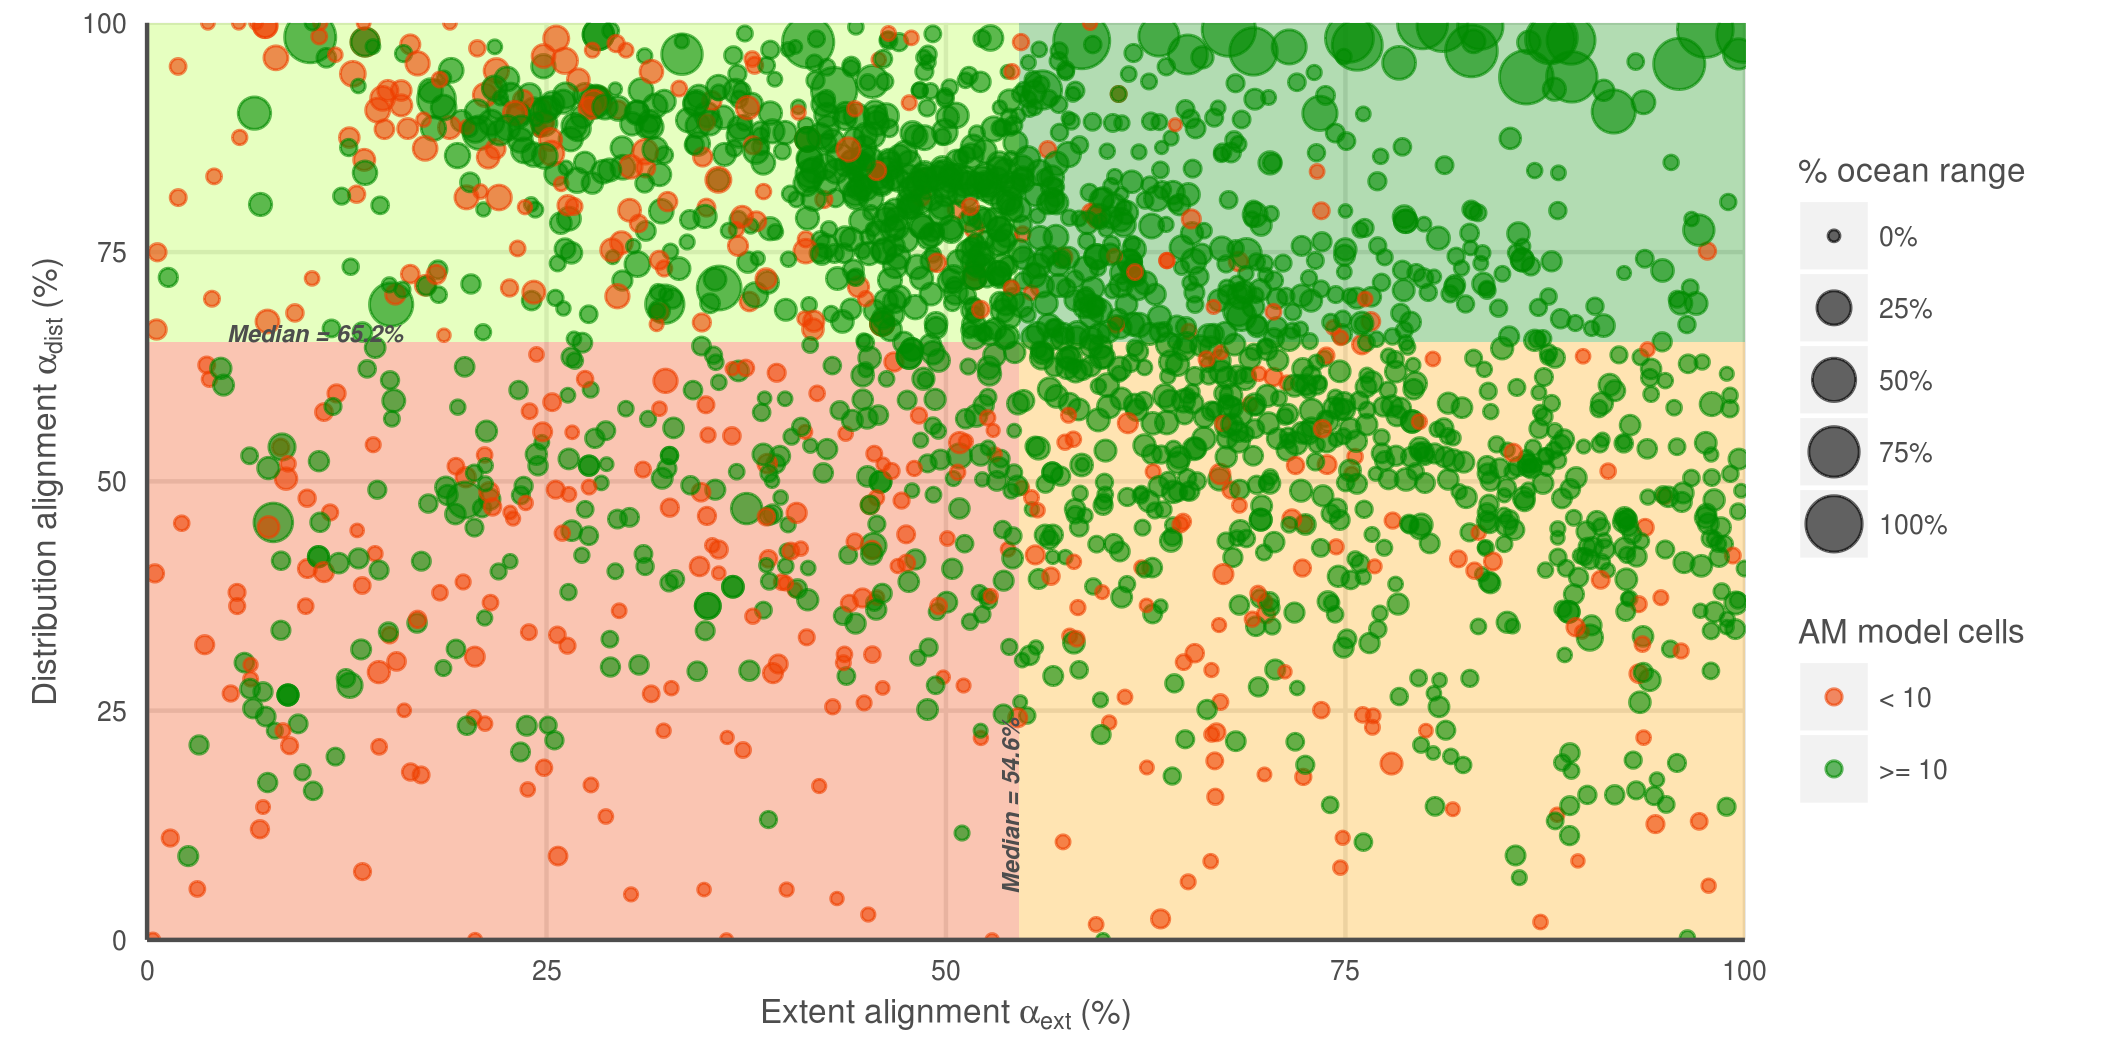 100
75
50
25
0
0
25
50
75
100
Distribution alignment αdist (%)
Extent alignment αext (%)
Median = 65.2%
Median = 54.6%
% ocean range
0%
25%
50%
75%
100%
AM model cells
< 10
>= 10